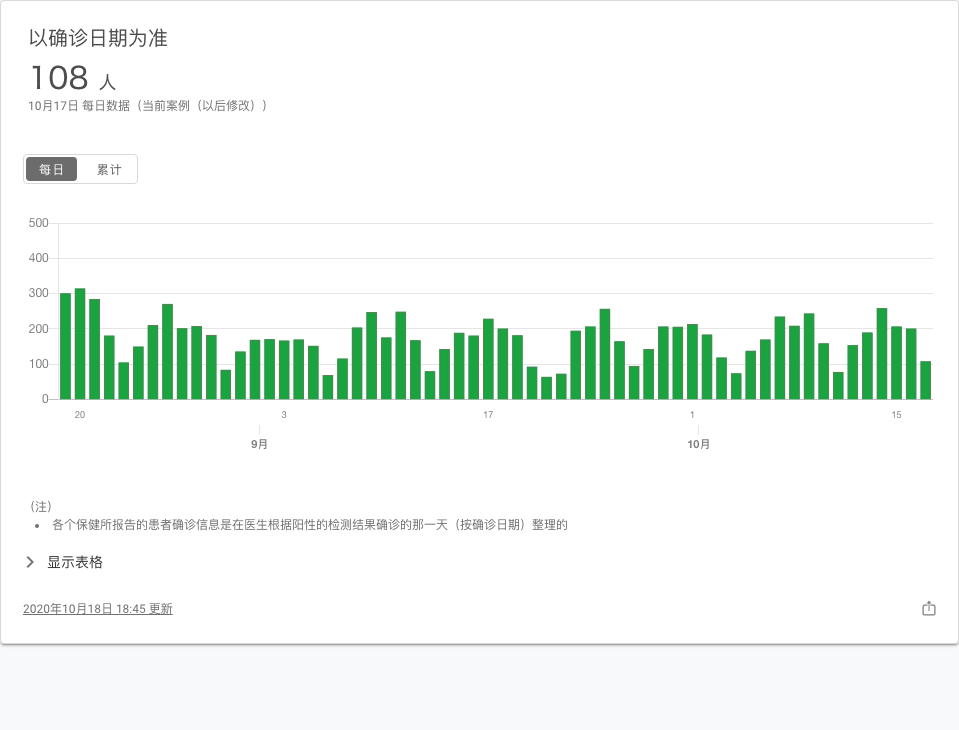 以确诊日期为准
108 人
10月17日 每日数据（当前案例（以后修改））
每日 累计
500
400
300
200
100
0
20 3 17 1 15
9月 10月
（注）
• 各个保健所报告的患者确诊信息是在医生根据阳性的检测结果确诊的那一天（按确诊日期）整理的
显示表格
2020年10月18日 18:45 更新